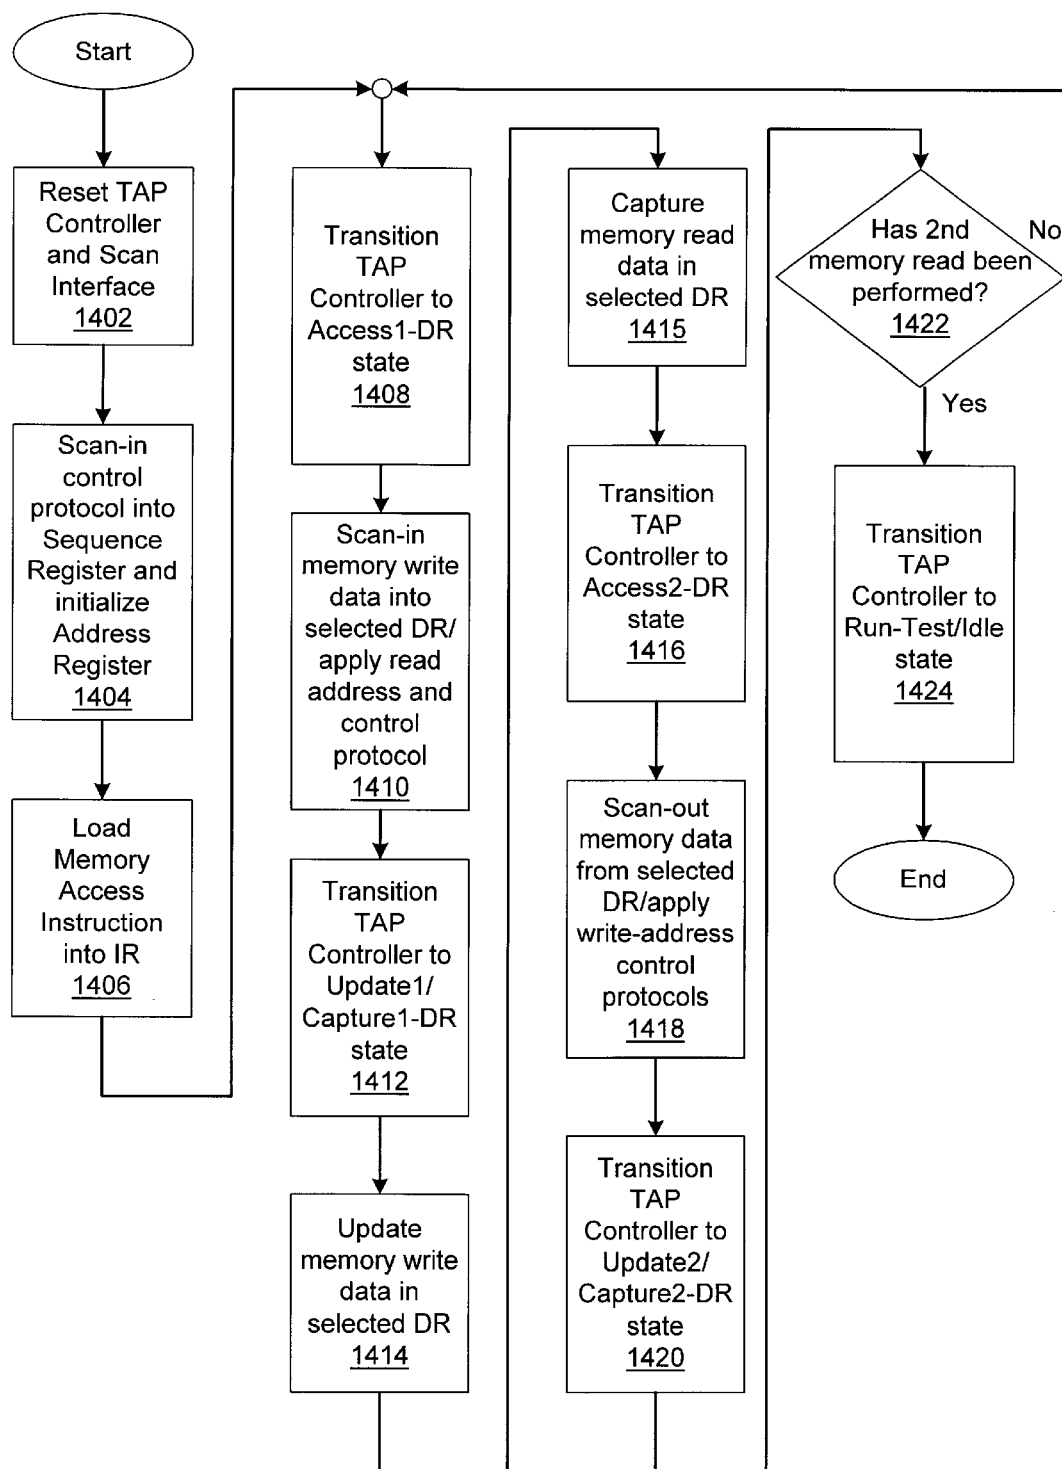 Start
Reset TAP
Controller
and Scan
Interface
1402
Scan-in
control
protocol into
Sequence
Register and
initialize
Address
Register
1404
Load
Memory
Access
Instruction
into IR
1406
Transition
TAP
Controller to
Access1-DR
state
1408
Scan-in
memory write
data into
selected DR/
apply read
address and
control
protocol
1410
Transition
TAP
Controller to
Update1/
Capture1-DR
state
1412
Update
memory write
data in
selected DR
1414
Capture
memory read
data in
selected DR
1415
Transition
TAP
Controller to
Access2-DR
state
1416
Scan-out
memory data
from selected
DR/apply
write-address
control
protocols
1418
Transition
TAP
Controller to
Update2/
Capture2-DR
state
1420
Has 2nd
memory read been
performed?
1422
No
Yes
Transition
TAP
Controller to
Run-Test/Idle
state
1424
End